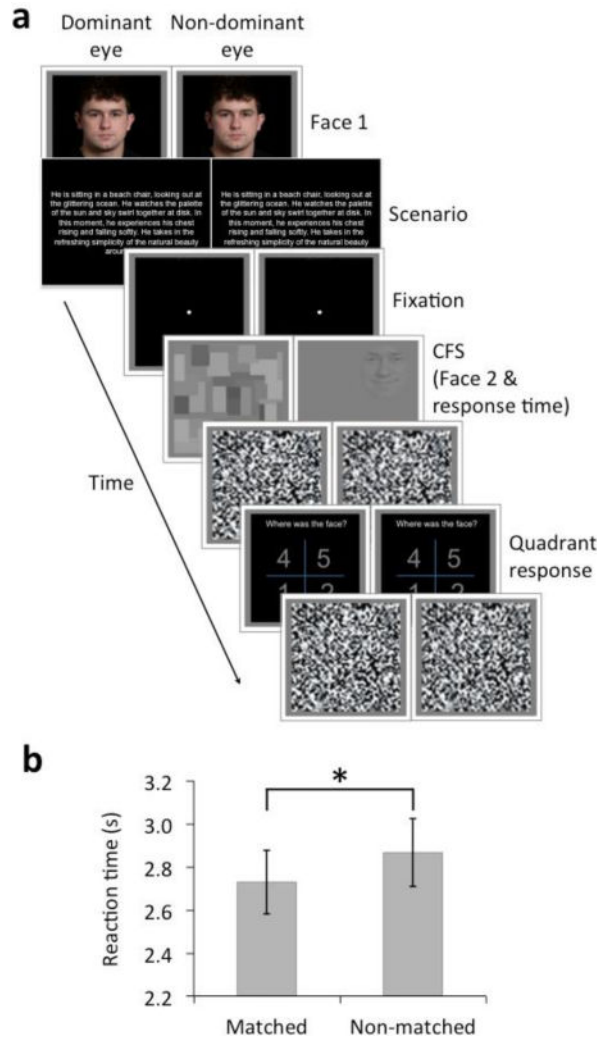 a
Dominant eye
Non-dominant eye
Face 1
He is sitting in a beach chair, looking out at
the glittering ocean. He watches the palette
of the sun and sky swirl together at disk. In
this moment, he experiences his chest
rising and falling softly. He takes in the
refreshing simplicity of the natural beauty
arou
He is sitting in a beach chair, looking out at
the glittering ocean. He watches the palette
of the sun and sky swirl together at disk. In
this moment, he experiences his chest
rising and falling softly. He takes in the
refreshing simplicity of the natural beauty
Scenario
Fixation
CFS
(Face 2 &
response time)
Time
Where was the face?
4 5
1 2
Where was the face?
4 5
1 2
Quadrant
response
b
*
Reaction time (s)
3.2
3.0
2.8
2.6
2.4
2.2
Matched
Non-matched